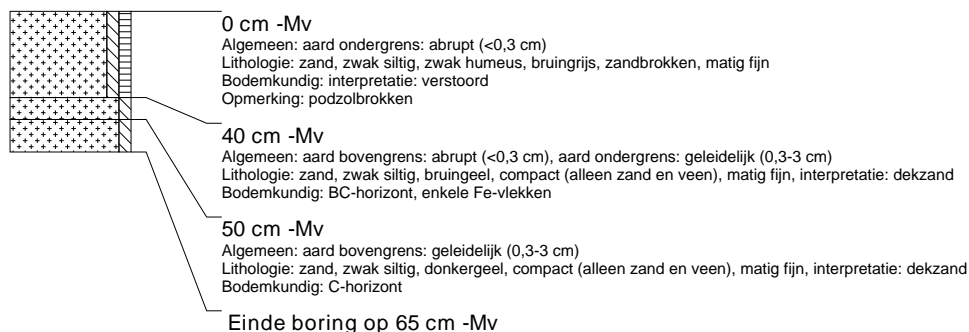 0 cm -Mv
Algemeen: aard ondergrens: abrupt (<0,3 cm)
Lithologie: zand, zwak siltig, zwak humeus, bruingrijs, zandbrokken, matig fijn
Bodemkundig: interpretatie: verstoord
Opmerking: podzolbrokken
40 cm -Mv
Algemeen: aard bovengrens: abrupt (<0,3 cm), aard ondergrens: geleidelijk (0,3-3 cm)
Lithologie: zand, zwak siltig, bruingeel, compact (alleen zand en veen), matig fijn, interpretatie: dekzand
Bodemkundig: BC-horizont, enkele Fe-vlekken
50 cm -Mv
Algemeen: aard bovengrens: geleidelijk (0,3-3 cm)
Lithologie: zand, zwak siltig, donkergeel, compact (alleen zand en veen), matig fijn, interpretatie: dekzand
Bodemkundig: C-horizont
Einde boring op 65 cm -Mv